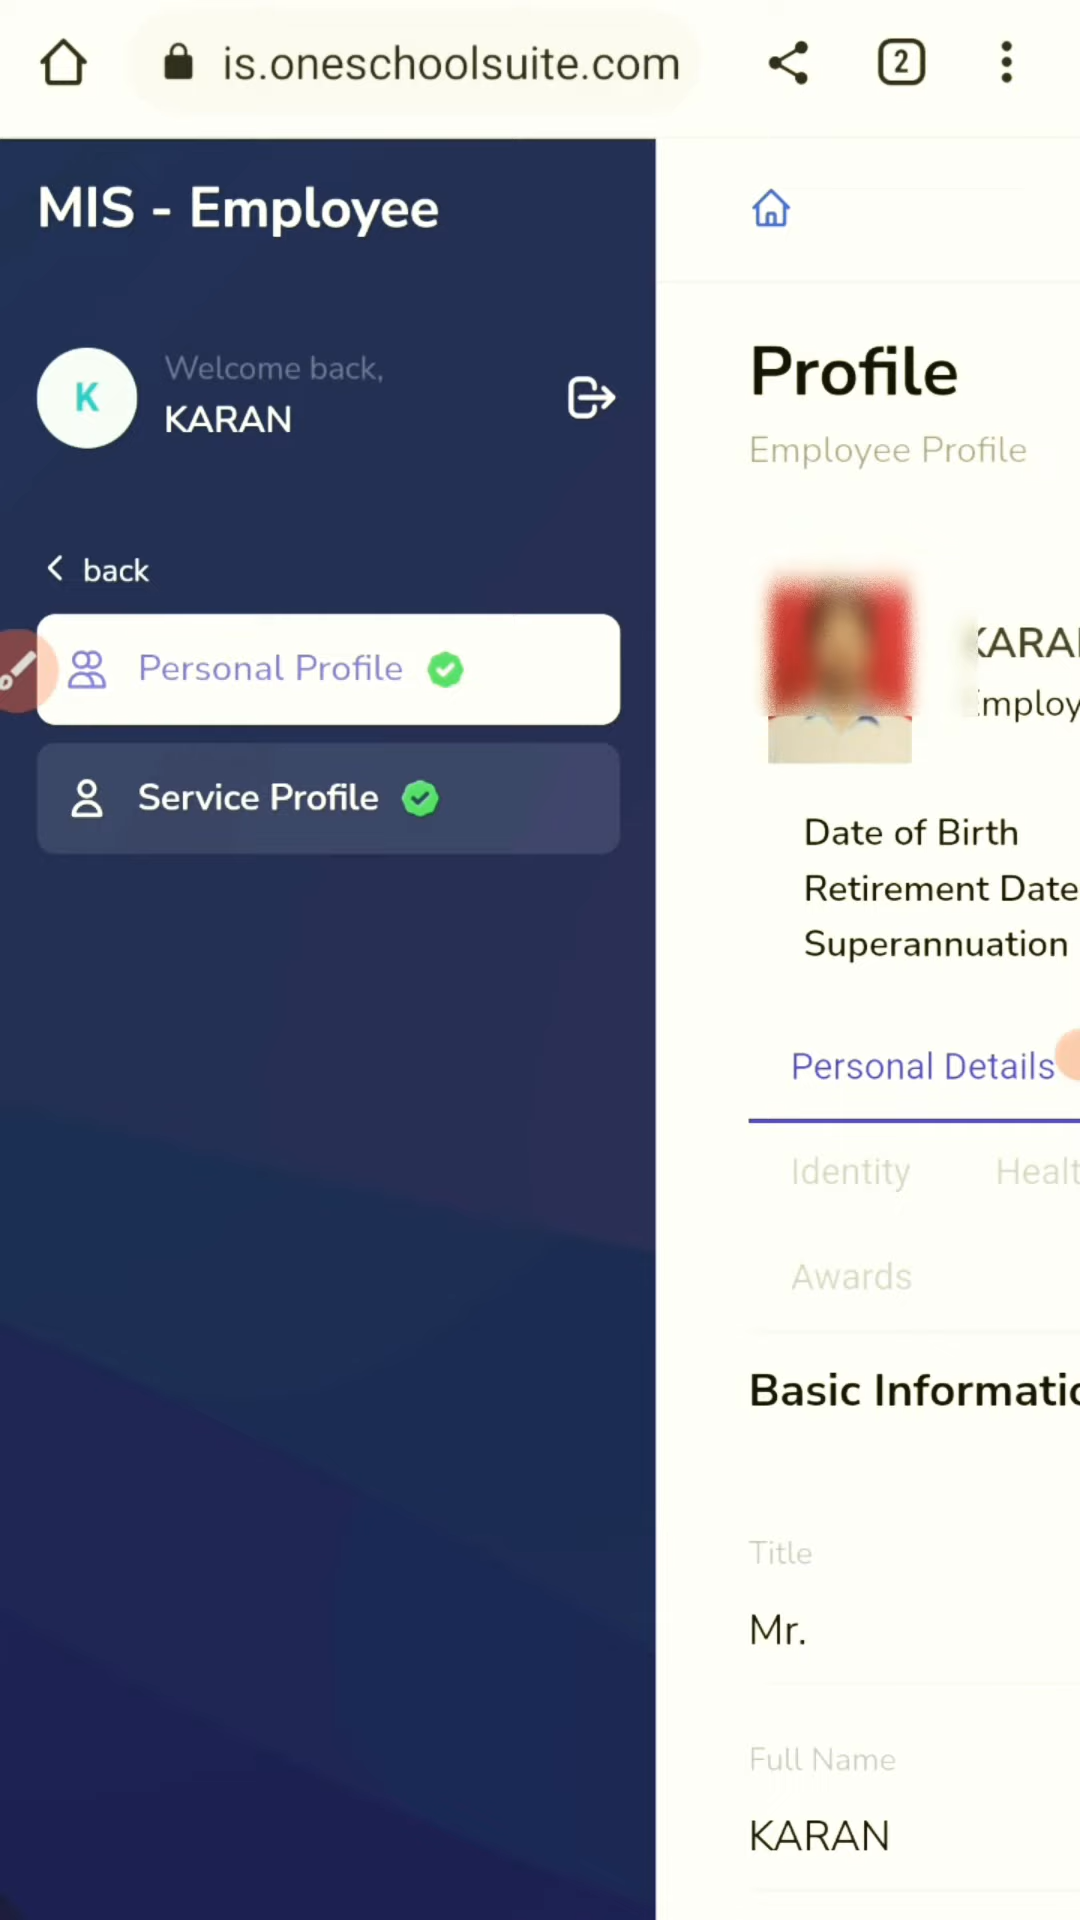 is.oneschoolsuite.com
2
MIS - Employee
K
Welcome back,
KARAN
back
Personal Profile
Service Profile
Profile
Employee Profile
Date of Birth
Retirement Date
Superannuation
Personal Details
Identity
Awards
Title
Mr.
Full Name
KARAN